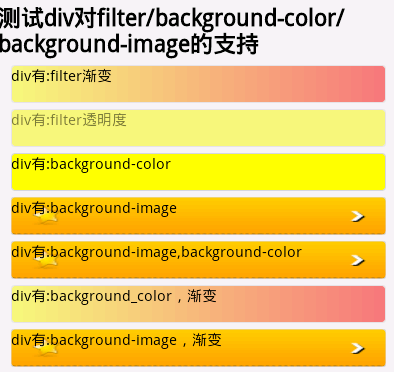 测试div对filter/background-color/
background-image的支持
div有:filter渐变
div有:filter透明度
div有:background-color
div有:background-image
div有:background-image,background-color
div有:background_color，渐变
div有:background-image，渐变